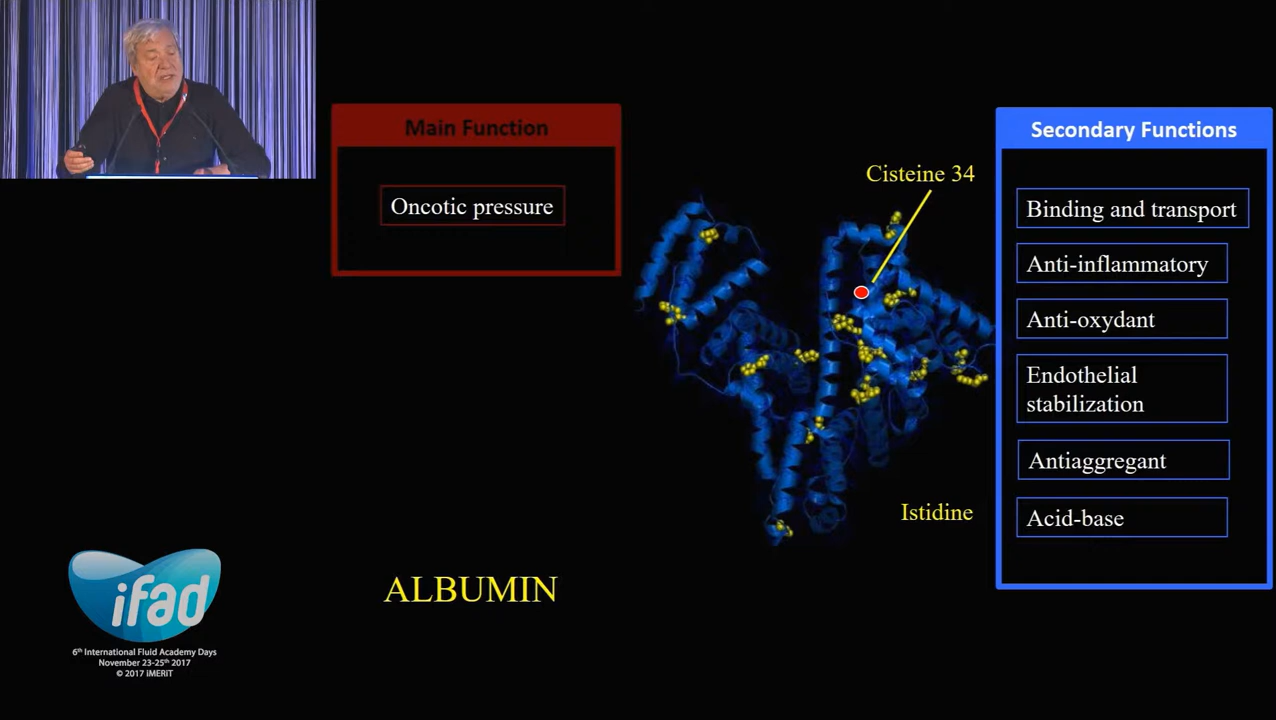 Main Function
Oncotic pressure
Cisteine 34
Istidine
Secondary Functions
Binding and transport
Anti-inflammatory
Anti-oxydant
Endothelial
stabilization
Antiaggregant
Acid-base
ALBUMIN
ifad
6th International Fluid Academy Days
November 23-25th 2017
© 2017 iMERiT